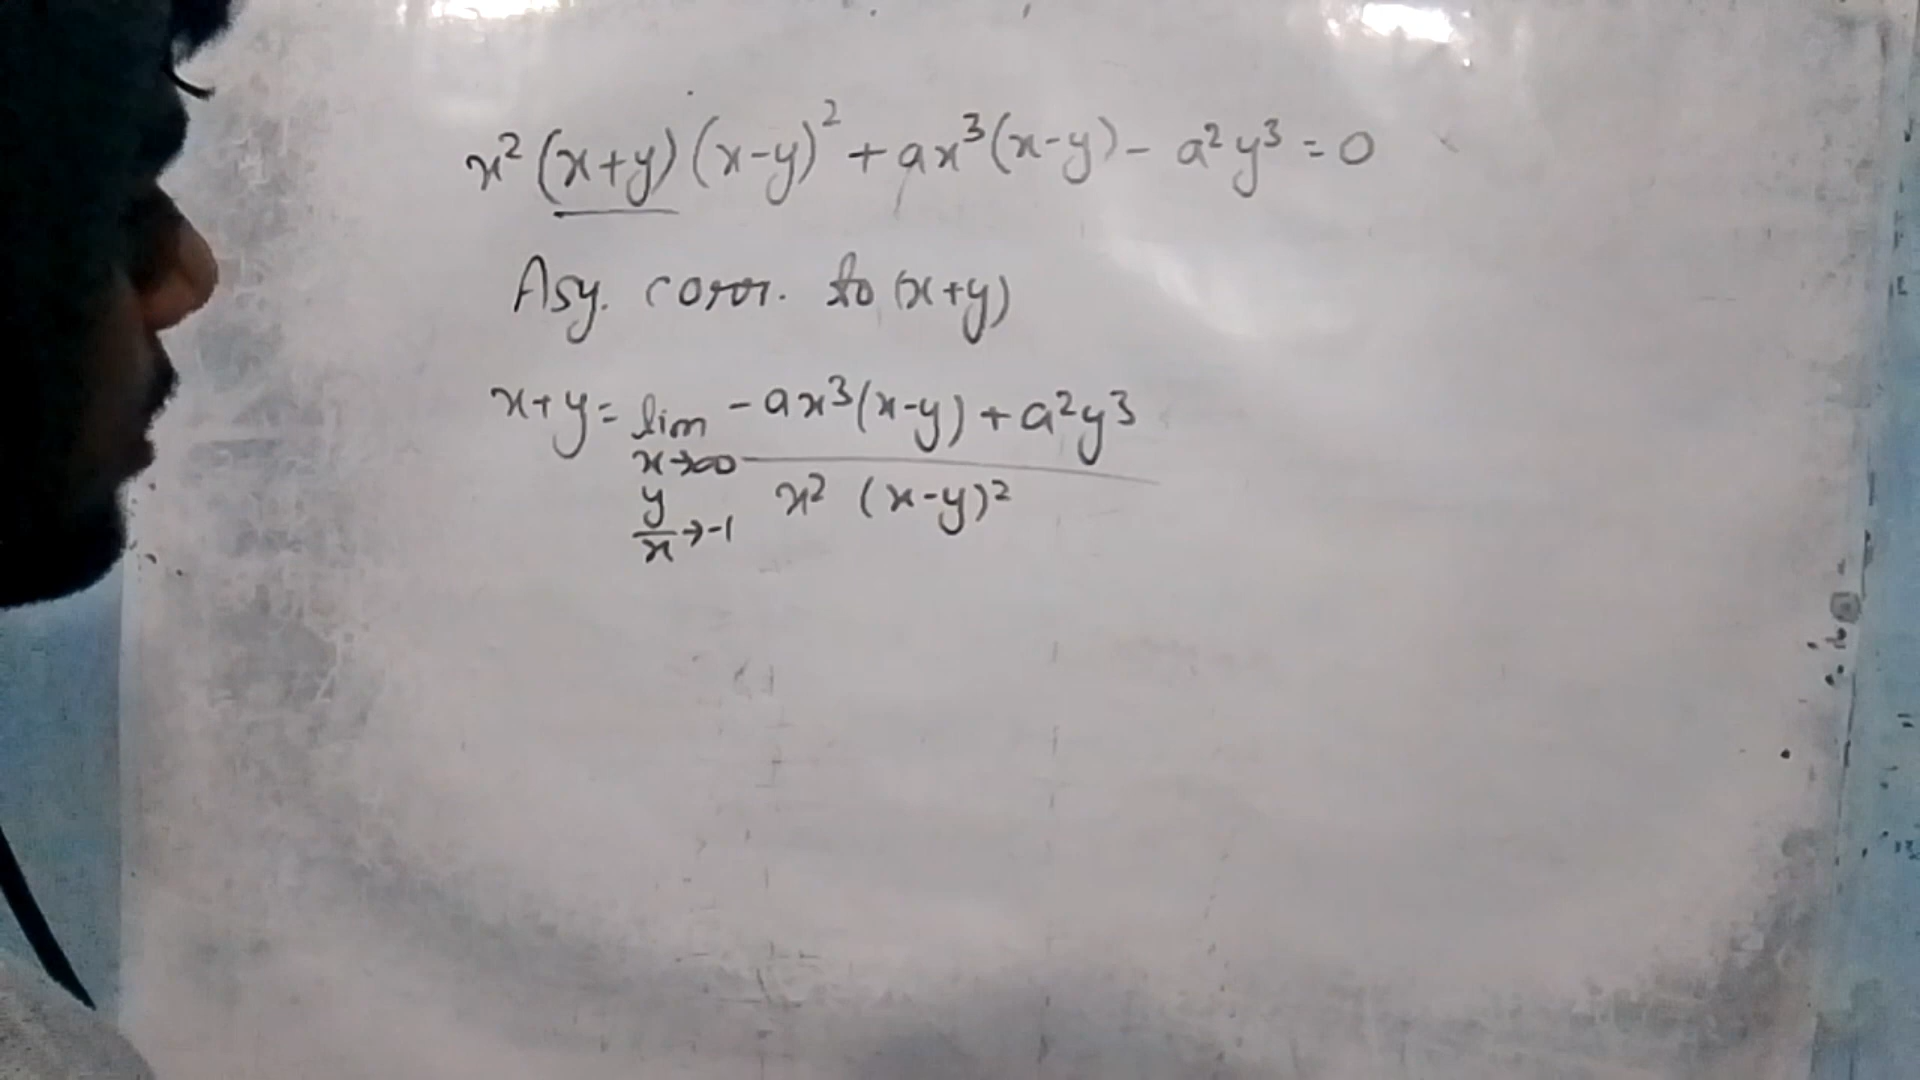 x² (x+y) (x-y)² + ax³(x-y) - a²y³ = 0
Asy. corr. to (x+y)
x+y = lim -ax³(x-y) + a²y³
x→∞
y/x→-1 x² (x-y)²